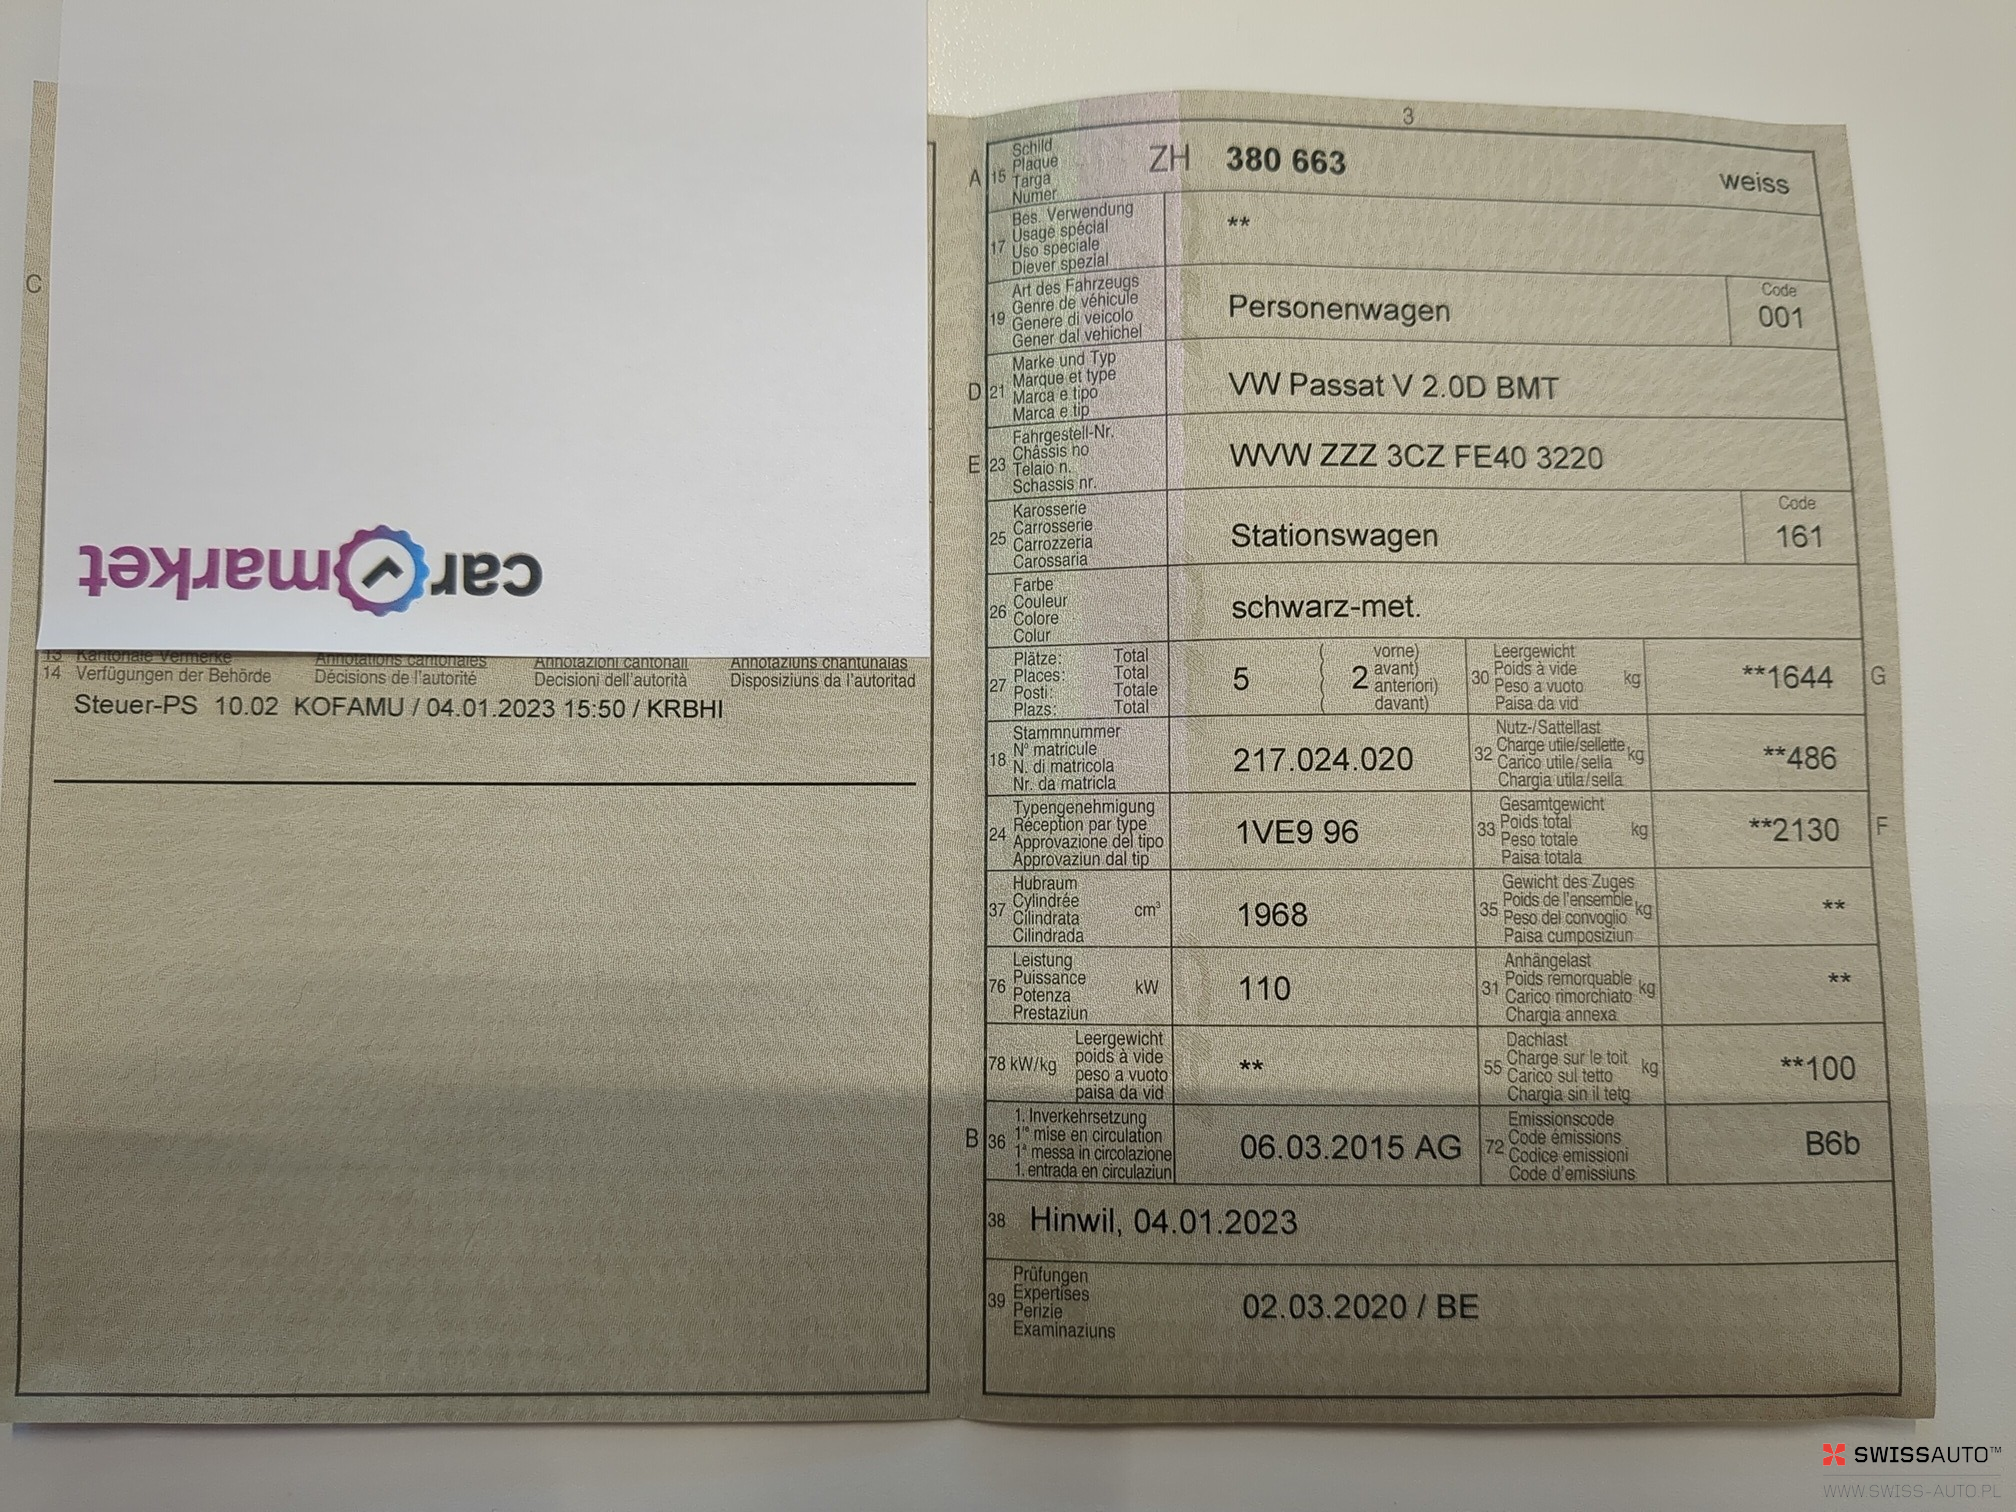 C
car market
13 Kantonale Vermerke Annotations cantonales Annotazioni cantonali Annotaziuns chantunalas
14 Verfügungen der Behörde Décisions de l'autorité Decisioni dell'autorità Disposiziuns da l'autoritad
Steuer-PS 10.02 KOFAMU / 04.01.2023 15:50 / KRBHI
3
A 15 Schild
Plaque
Targa
Numer
ZH 380 663 weiss
17 Bes. Verwendung
Usage spécial
Uso speciale
Diever spezial
**
19 Art des Fahrzeugs
Genre de véhicule
Genere di veicolo
Gener dal vehichel
Personenwagen
Code
001
D 21 Marke und Typ
Marque et type
Marca e tipo
Marca e tip
VW Passat V 2.0D BMT
E 23 Fahrgestell-Nr.
Châssis no
Telaio n.
Schassis nr.
WVW ZZZ 3CZ FE40 3220
25 Karosserie
Carrosserie
Carrozzeria
Carossaria
Stationswagen
Code
161
26 Farbe
Couleur
Colore
Colur
schwarz-met.
27 Plätze: Total
Places: Total
Posti: Totale
Plazs: Total
5 ( 2 vorne)
avant)
anteriori)
davant)
30 Leergewicht
Poids à vide
Peso a vuoto
Paisa da vid
kg
**1644
G
18 Stammnummer
N° matricule
N. di matricola
Nr. da matricla
217.024.020
32 Nutz-/Sattellast
Charge utile/sellette
Carico utile/sella
Chargia utila/sella
kg
**486
24 Typengenehmigung
Réception par type
Approvazione del tipo
Approvaziun dal tip
1VE9 96
33 Gesamtgewicht
Poids total
Peso totale
Paisa totala
kg
**2130
F
37 Hubraum
Cylindrée
Cilindrata
Cilindrada
cm³
1968
35 Gewicht des Zuges
Poids de l'ensemble
Peso del convoglio
Paisa cumposiziun
kg
**
76 Leistung
Puissance
Potenza
Prestaziun
kW
110
31 Anhängelast
Poids remorquable
Carico rimorchiato
Chargia annexa
kg
**
78 kW/kg Leergewicht
poids à vide
peso a vuoto
paisa da vid
**
55 Dachlast
Charge sur le toit
Carico sul tetto
Chargia sin il tetg
kg
**100
B 36 1. Inverkehrsetzung
1re mise en circulation
1a messa in circolazione
1. entrada en circulaziun
06.03.2015 AG
72 Emissionscode
Code émissions
Codice emissioni
Code d'emissiuns
B6b
38 Hinwil, 04.01.2023
39 Prüfungen
Expertises
Perizie
Examinaziuns
02.03.2020 / BE
SWISSAUTO™
WWW.SWISS-AUTO.PL